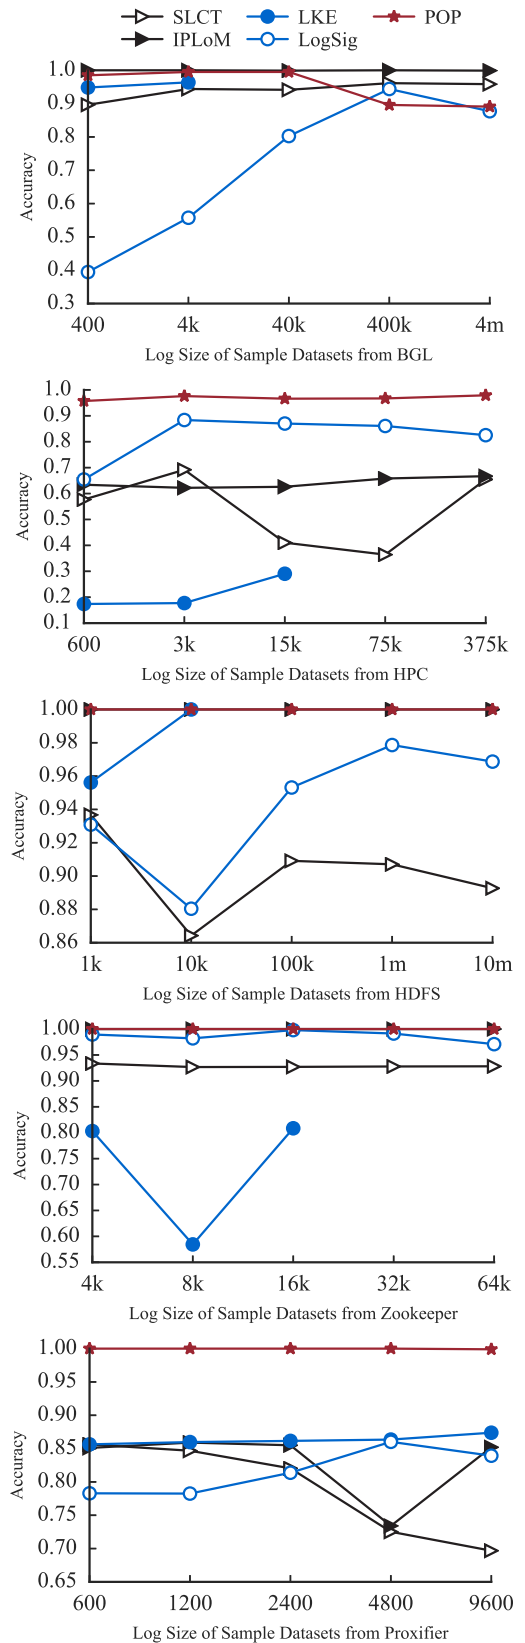 SLCT LKE POP
IPLoM LogSig
1.0
0.9
0.8
0.7
0.6
0.5
0.4
0.3
Accuracy
400 4k 40k 400k 4m
Log Size of Sample Datasets from BGL
1.0
0.9
0.8
0.7
0.6
0.5
0.4
0.3
0.2
0.1
Accuracy
600 3k 15k 75k 375k
Log Size of Sample Datasets from HPC
1.00
0.98
0.96
0.94
0.92
0.90
0.88
0.86
Accuracy
1k 10k 100k 1m 10m
Log Size of Sample Datasets from HDFS
1.00
0.95
0.90
0.85
0.80
0.75
0.70
0.65
0.60
0.55
Accuracy
4k 8k 16k 32k 64k
Log Size of Sample Datasets from Zookeeper
1.00
0.95
0.90
0.85
0.80
0.75
0.70
0.65
Accuracy
600 1200 2400 4800 9600
Log Size of Sample Datasets from Proxifier